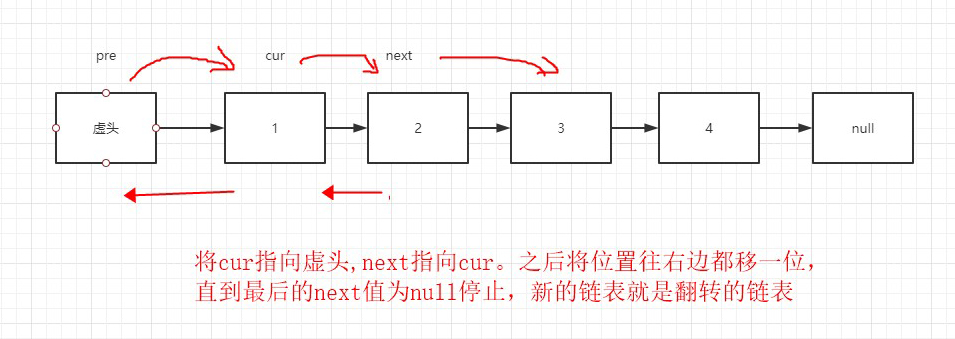 pre cur next
虚头 1 2 3 4 null
将cur指向虚头,next指向cur。之后将位置往右边都移一位，
直到最后的next值为null停止，新的链表就是翻转的链表